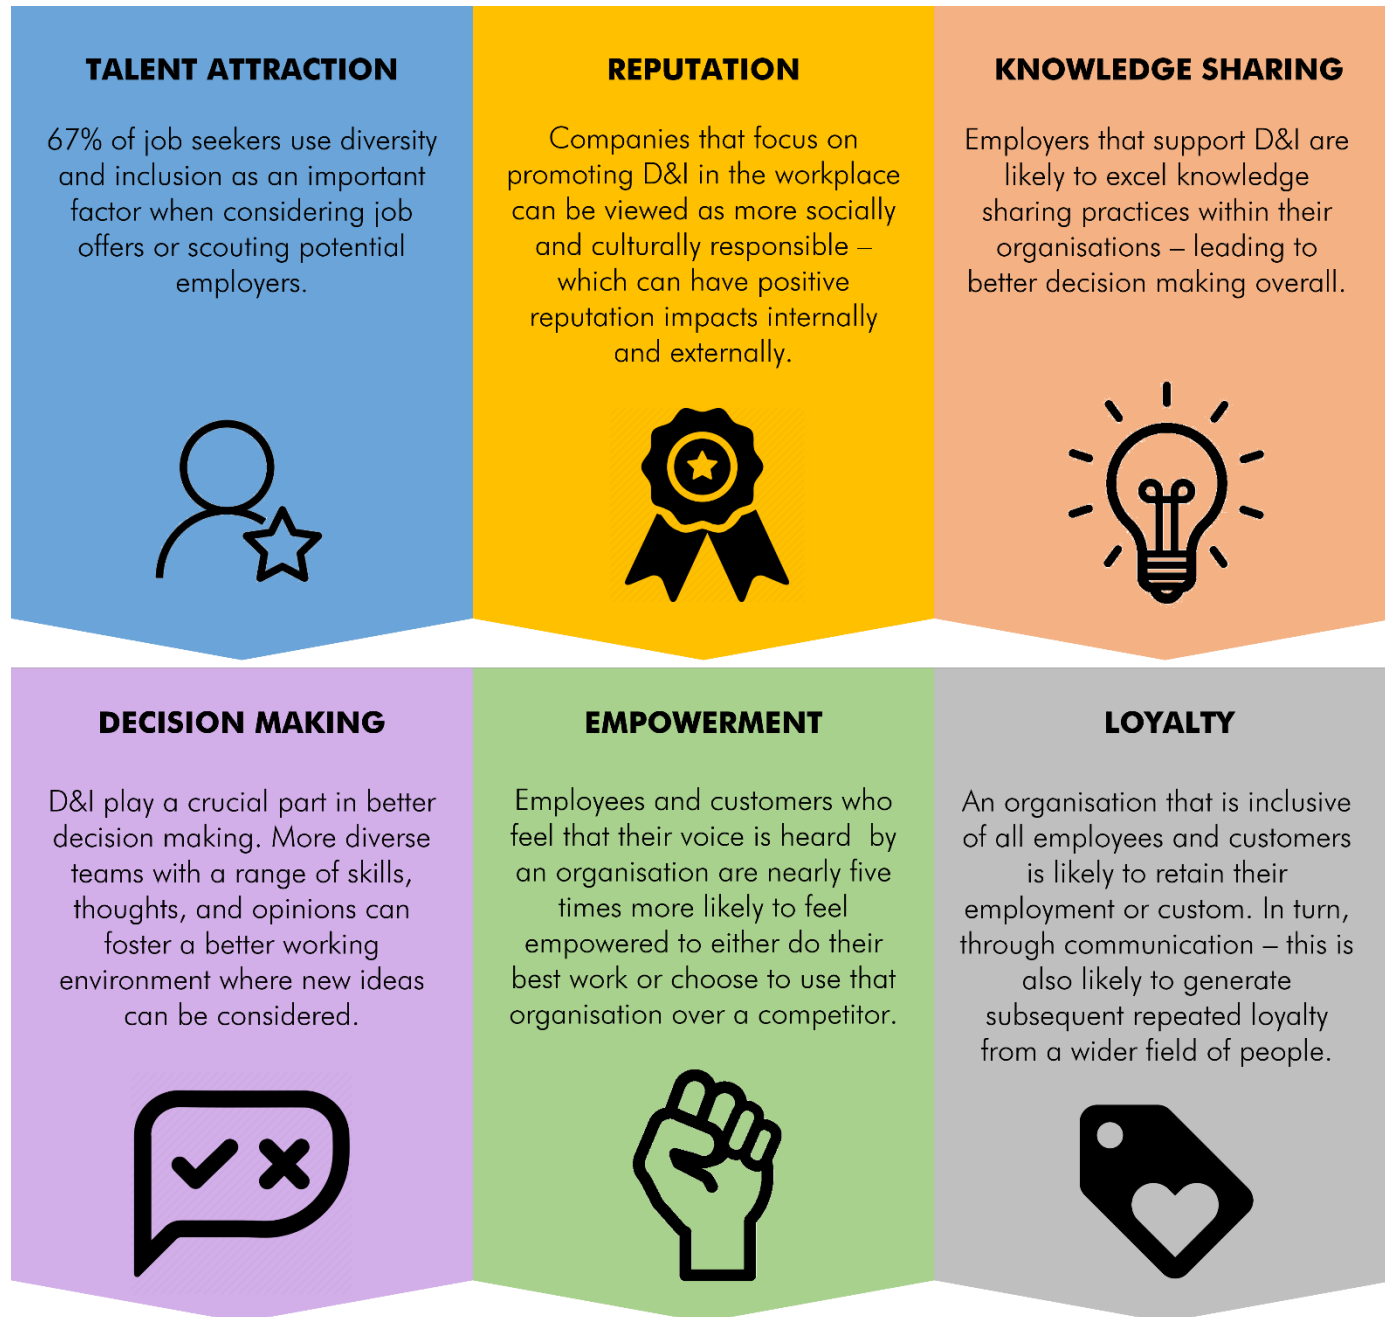 TALENT ATTRACTION
67% of job seekers use diversity
and inclusion as an important
factor when considering job
offers or scouting potential
employers.
REPUTATION
Companies that focus on
promoting D&I in the workplace
can be viewed as more socially
and culturally responsible –
which can have positive
reputation impacts internally
and externally.
KNOWLEDGE SHARING
Employers that support D&I are
likely to excel knowledge
sharing practices within their
organisations – leading to
better decision making overall.
DECISION MAKING
D&I play a crucial part in better
decision making. More diverse
teams with a range of skills,
thoughts, and opinions can
foster a better working
environment where new ideas
can be considered.
EMPOWERMENT
Employees and customers who
feel that their voice is heard  by
an organisation are nearly five
times more likely to feel
empowered to either do their
best work or choose to use that
organisation over a competitor.
LOYALTY
An organisation that is inclusive
of all employees and customers
is likely to retain their
employment or custom. In turn,
through communication – this is
also likely to generate
subsequent repeated loyalty
from a wider field of people.